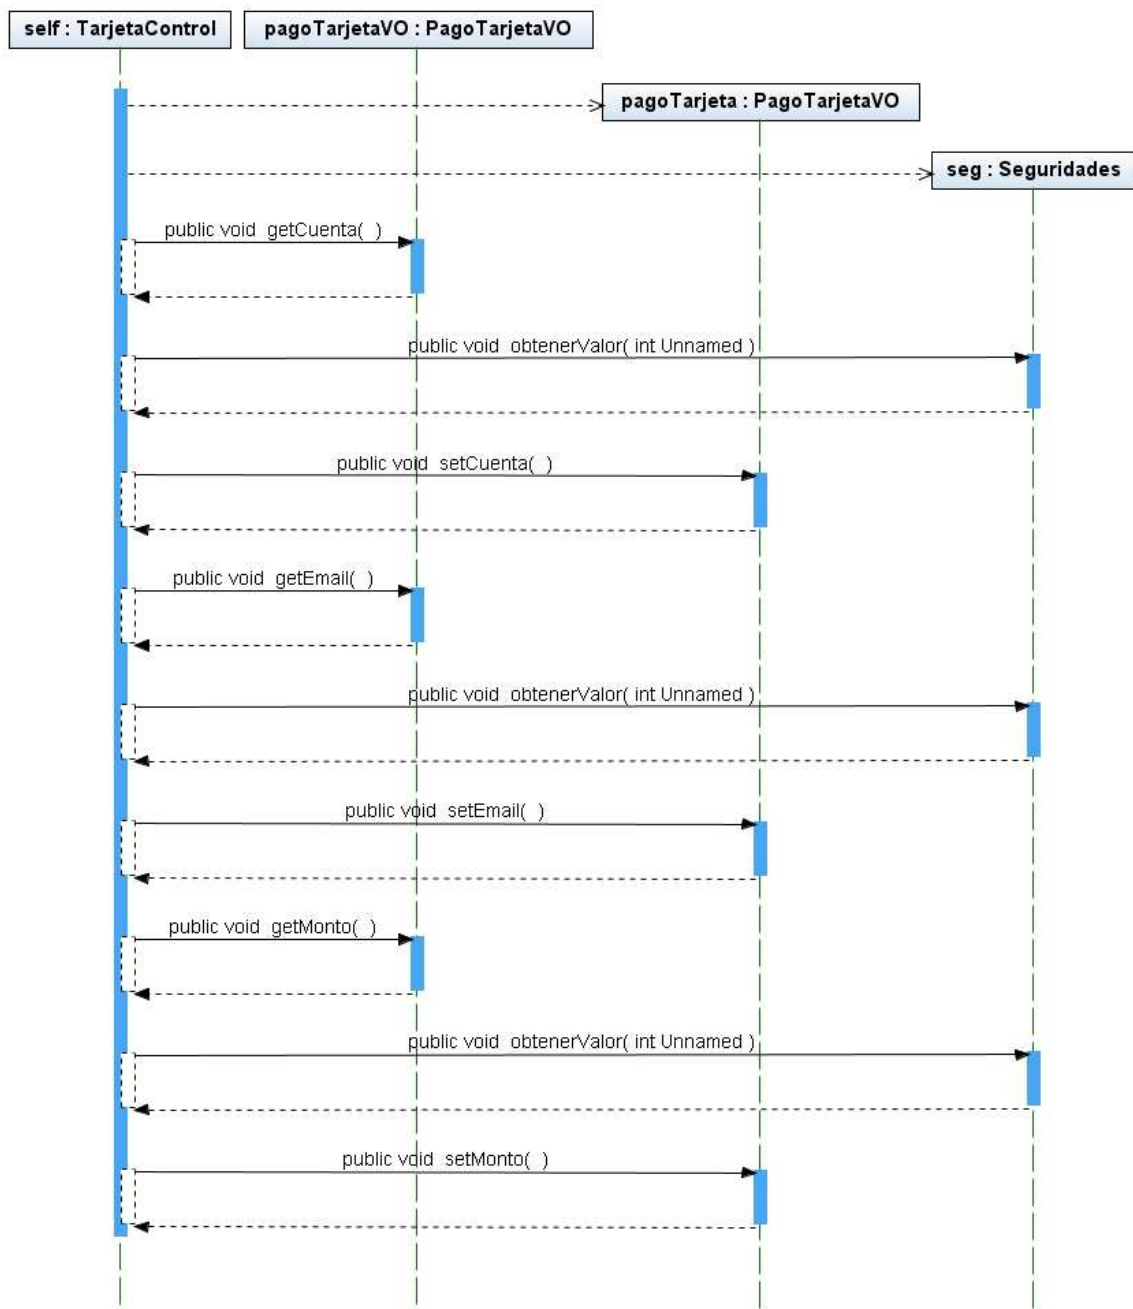 self : TarjetaControl
pagoTarjetaVO : PagoTarjetaVO
pagoTarjeta : PagoTarjetaVO
seg : Seguridades
public void getCuenta( )
public void obtenerValor( int Unnamed )
public void setCuenta( )
public void getEmail( )
public void obtenerValor( int Unnamed )
public void setEmail( )
public void getMonto( )
public void obtenerValor( int Unnamed )
public void setMonto( )